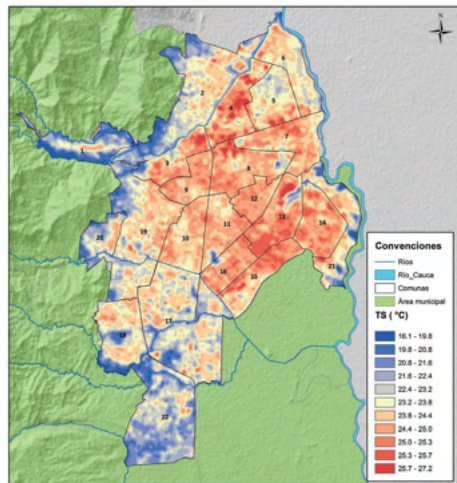 N
6
2
5
4
7
1
3
8
9
12
13
14
20
19
10
11
16
15
21
17
18
22
Convenciones
Ríos
Río_Cauca
Comunas
Área municipal
TS ( °C)
16.1 - 19.8
19.8 - 20.8
20.8 - 21.6
21.6 - 22.4
22.4 - 23.2
23.2 - 23.8
23.8 - 24.4
24.4 - 25.0
25.0 - 25.3
25.3 - 25.7
25.7 - 27.2